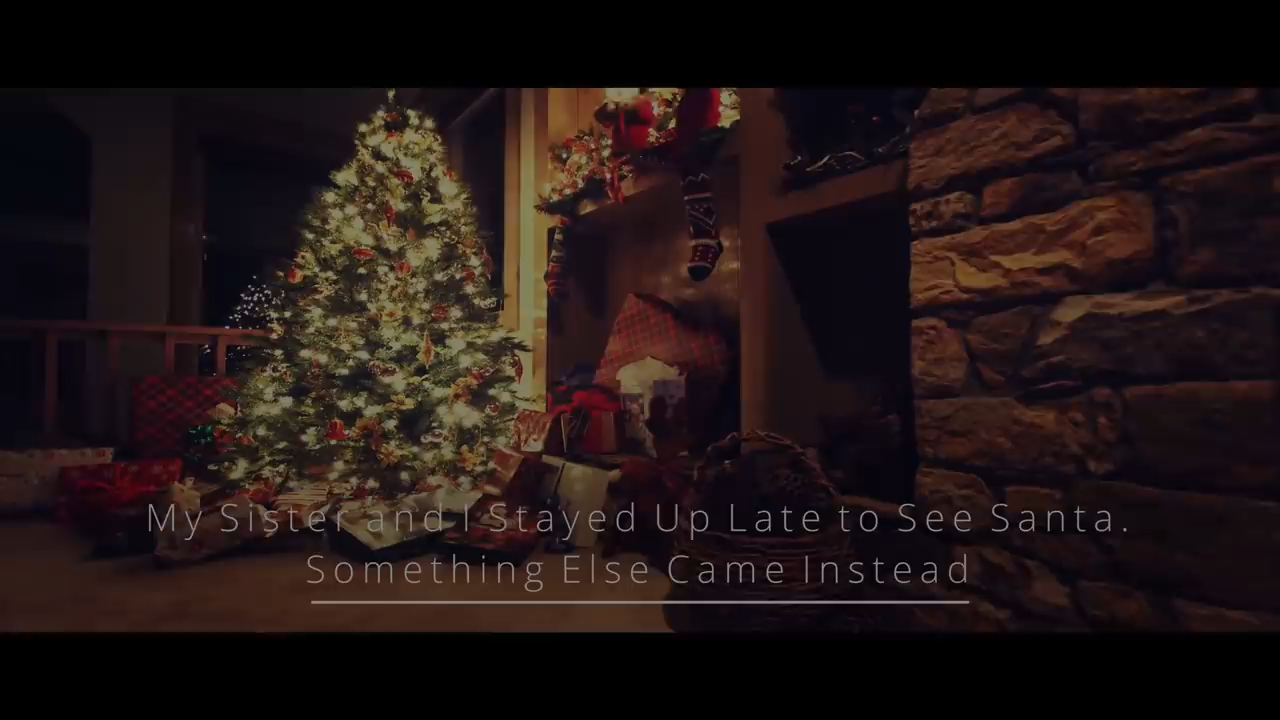 My Sister and I Stayed Up Late to See Santa.
Something Else Came Instead